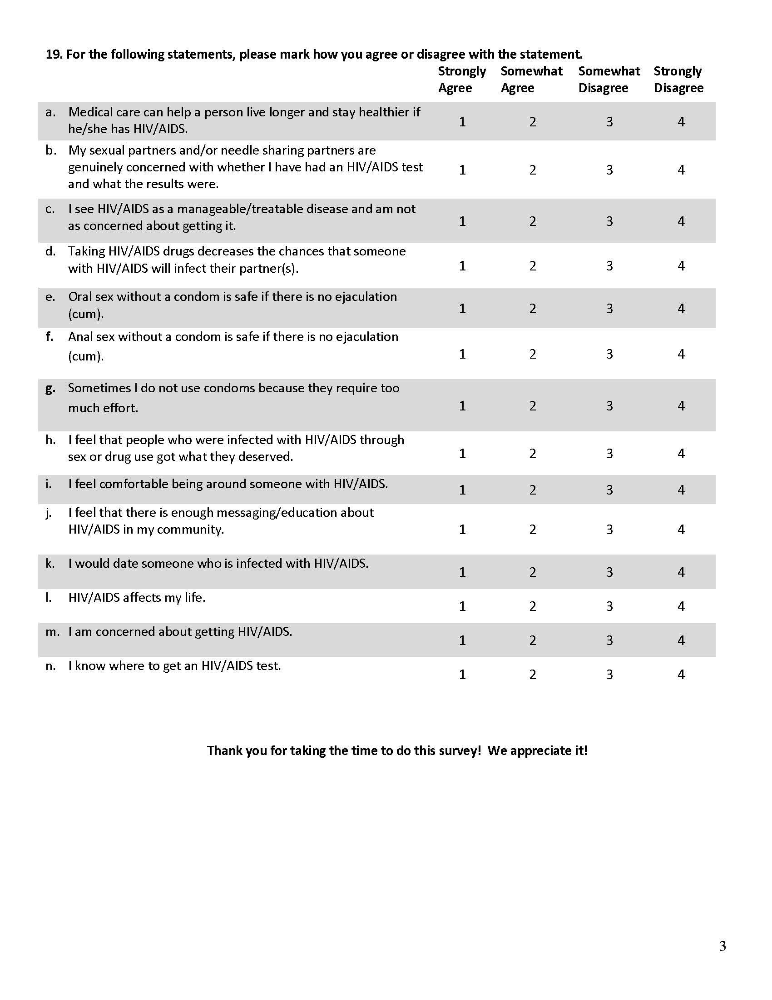 19. For the following statements, please mark how you agree or disagree with the statement.
Strongly Somewhat Somewhat Strongly
Agree Agree Disagree Disagree
a. Medical care can help a person live longer and stay healthier if
he/she has HIV/AIDS.
1 2 3 4
b. My sexual partners and/or needle sharing partners are
genuinely concerned with whether I have had an HIV/AIDS test
and what the results were.
1 2 3 4
c. I see HIV/AIDS as a manageable/treatable disease and am not
as concerned about getting it.
1 2 3 4
d. Taking HIV/AIDS drugs decreases the chances that someone
with HIV/AIDS will infect their partner(s).
1 2 3 4
e. Oral sex without a condom is safe if there is no ejaculation
(cum).
1 2 3 4
f. Anal sex without a condom is safe if there is no ejaculation
(cum).
1 2 3 4
g. Sometimes I do not use condoms because they require too
much effort.
1 2 3 4
h. I feel that people who were infected with HIV/AIDS through
sex or drug use got what they deserved.
1 2 3 4
i. I feel comfortable being around someone with HIV/AIDS.
1 2 3 4
j. I feel that there is enough messaging/education about
HIV/AIDS in my community.
1 2 3 4
k. I would date someone who is infected with HIV/AIDS.
1 2 3 4
l. HIV/AIDS affects my life.
1 2 3 4
m. I am concerned about getting HIV/AIDS.
1 2 3 4
n. I know where to get an HIV/AIDS test.
1 2 3 4
Thank you for taking the time to do this survey! We appreciate it!
3